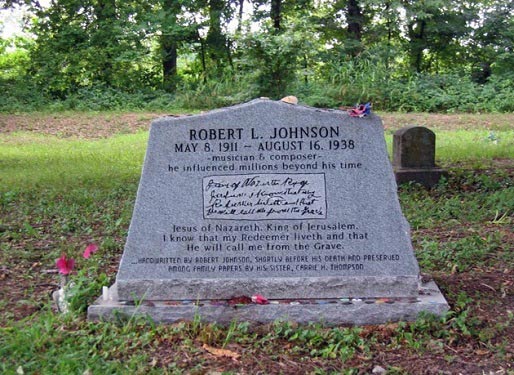 ROBERT L. JOHNSON
MAY 8, 1911 – AUGUST 16, 1938
-musician & composer-
he influenced millions beyond his time
Jesus of Nazareth, King of Jerusalem,
I know that my Redeemer liveth and that
He will call me from the Grave.
...HANDWRITTEN BY ROBERT JOHNSON, SHORTLY BEFORE HIS DEATH AND PRESERVED
AMONG FAMILY PAPERS BY HIS SISTER, CARRIE H. THOMPSON